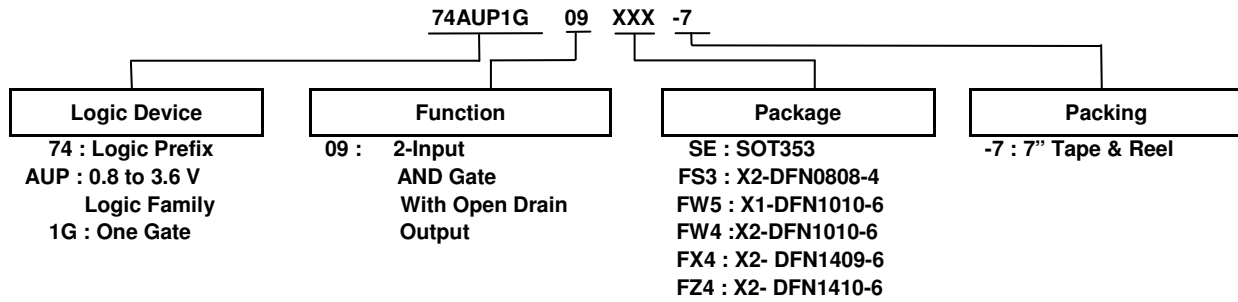 74AUP1G 09 XXX -7
Logic Device
74 : Logic Prefix
AUP : 0.8 to 3.6 V
Logic Family
1G : One Gate
Function
09 : 2-Input
AND Gate
With Open Drain
Output
Package
SE : SOT353
FS3 : X2-DFN0808-4
FW5 : X1-DFN1010-6
FW4 :X2-DFN1010-6
FX4 : X2- DFN1409-6
FZ4 : X2- DFN1410-6
Packing
-7 : 7” Tape & Reel